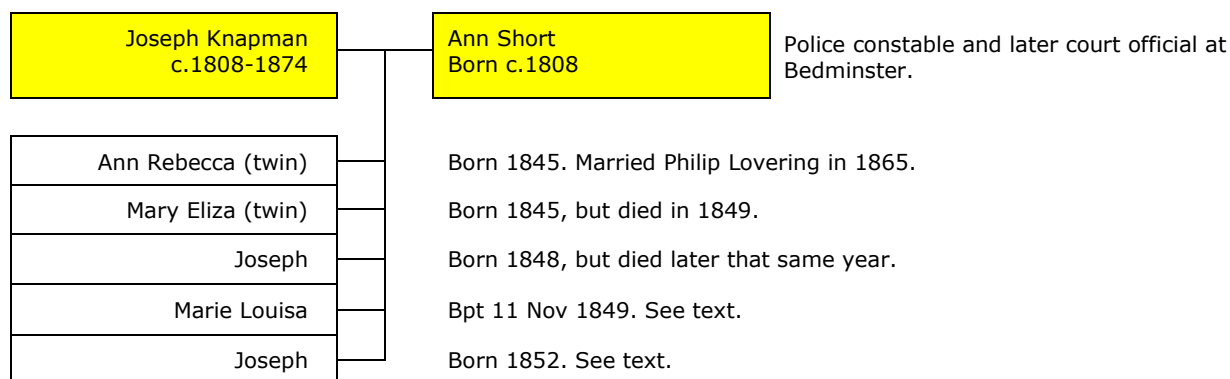 Joseph Knapman
c.1808-1874
Ann Short
Born c.1808
Police constable and later court official at
Bedminster.
Ann Rebecca (twin)
Born 1845. Married Philip Lovering in 1865.
Mary Eliza (twin)
Born 1845, but died in 1849.
Joseph
Born 1848, but died later that same year.
Marie Louisa
Bpt 11 Nov 1849. See text.
Joseph
Born 1852. See text.